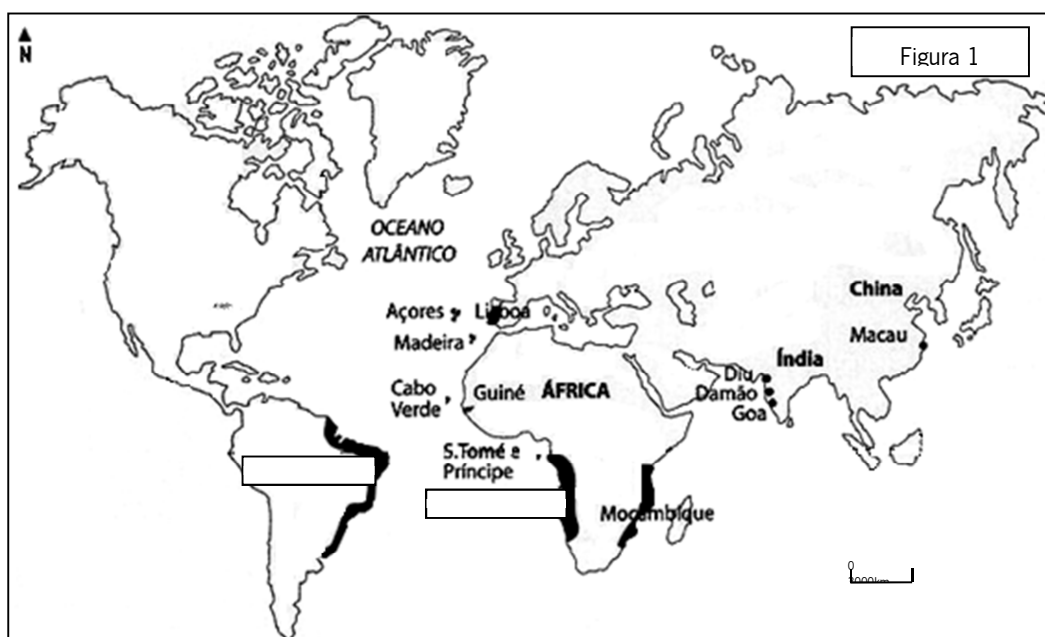 N
Figura 1
OCEANO
ATLÂNTICO
Açores
Lisboa
Madeira
China
Macau
Índia
Diu
Damão
Goa
Cabo
Verde
Guiné
ÁFRICA
S.Tomé e
Príncipe
Moçambique
0